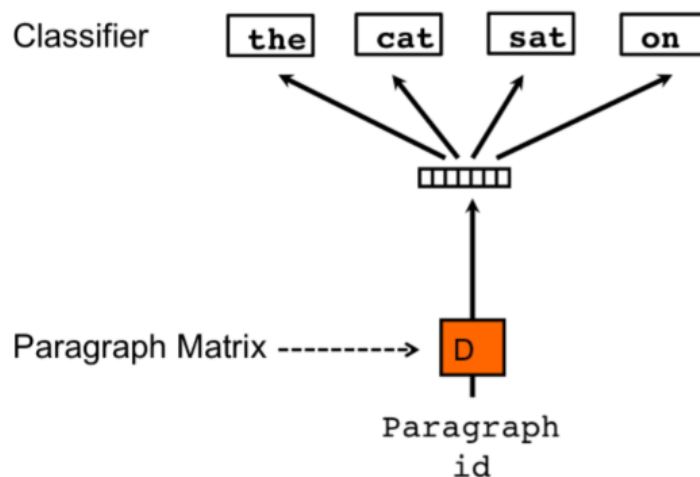 Classifier the cat sat on
Paragraph Matrix D
Paragraph
id